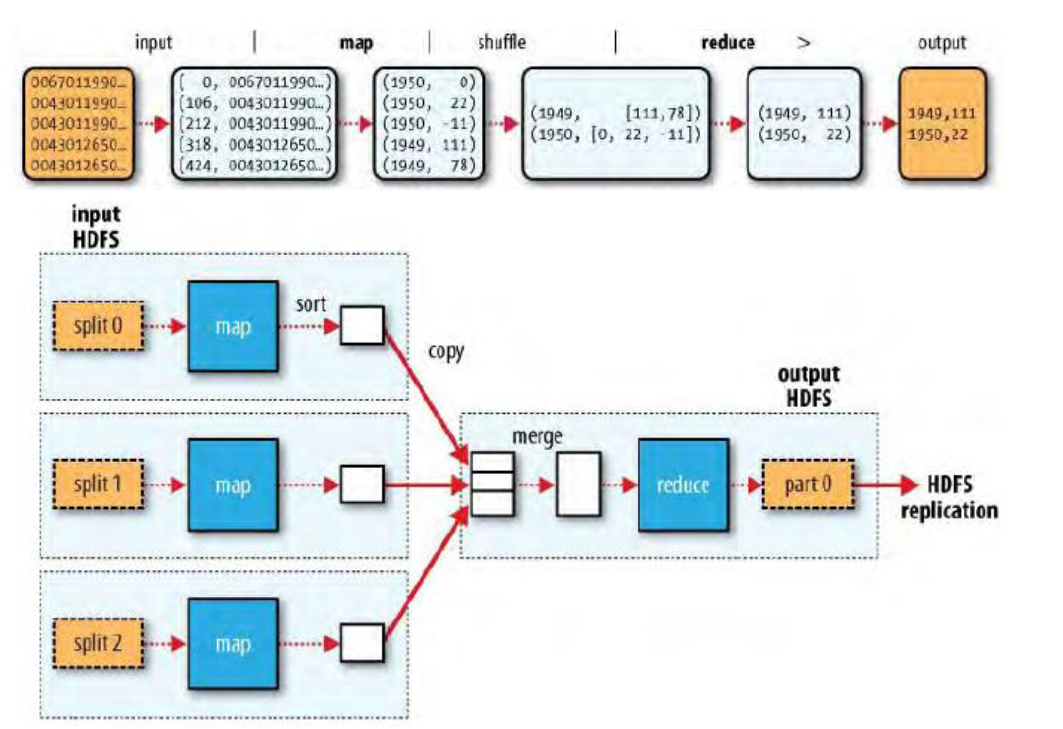 input | map | shuffle | reduce > output
0067011990...
0043011990...
0043011990...
0043012650...
0043012650...
( 0, 0067011990...)
(106, 0043011990...)
(212, 0043011990...)
(318, 0043012650...)
(424, 0043012650...)
(1950, 0)
(1950, 22)
(1950, -11)
(1949, 111)
(1949, 78)
(1949, [111,78])
(1950, [0, 22, -11])
(1949, 111)
(1950, 22)
1949,111
1950,22
input
HDFS
split 0
map
sort
copy
split 1
map
split 2
map
merge
reduce
output
HDFS
part 0
HDFS
replication